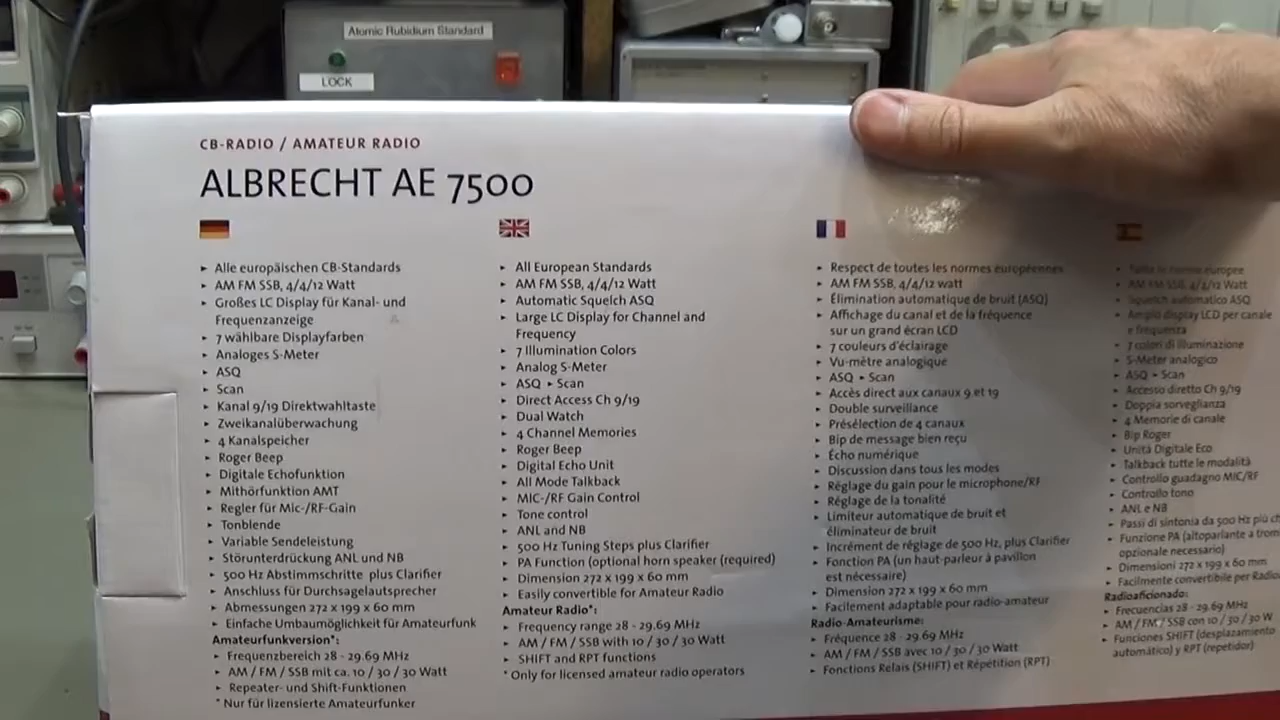 Atomic Rubidium Standard
LOCK
CB-RADIO / AMATEUR RADIO
ALBRECHT AE 7500
► Alle europäischen CB-Standards
► AM FM SSB, 4/4/12 Watt
► Großes LC Display für Kanal- und
Frequenzanzeige
► 7 wählbare Displayfarben
► Analoges S-Meter
► ASQ
► Scan
► Kanal 9/19 Direktwahltaste
► Zweikanalüberwachung
► 4 Kanalspeicher
► Roger Beep
► Digitale Echofunktion
► Mithörfunktion AMT
► Regler für Mic-/RF-Gain
► Tonblende
► Variable Sendeleistung
► Störunterdrückung ANL und NB
► 500 Hz Abstimmschritte plus Clarifier
► Anschluss für Durchsagelautsprecher
► Abmessungen 272 x 199 x 60 mm
► Einfache Umbaumöglichkeit für Amateurfunk
Amateurfunkversion*:
► Frequenzbereich 28 - 29.69 MHz
► AM / FM / SSB mit ca. 10 / 30 / 30 Watt
► Repeater- und Shift-Funktionen
* Nur für lizensierte Amateurfunker
► All European Standards
► AM FM SSB, 4/4/12 Watt
► Automatic Squelch ASQ
► Large LC Display for Channel and
Frequency
► 7 Illumination Colors
► Analog S-Meter
► ASQ ► Scan
► Direct Access Ch 9/19
► Dual Watch
► 4 Channel Memories
► Roger Beep
► Digital Echo Unit
► All Mode Talkback
► MIC-/RF Gain Control
► Tone control
► ANL and NB
► 500 Hz Tuning Steps plus Clarifier
► PA Function (optional horn speaker (required)
► Dimension 272 x 199 x 60 mm
► Easily convertible for Amateur Radio
Amateur Radio*:
► Frequency range 28 - 29.69 MHz
► AM / FM / SSB with 10 / 30 / 30 Watt
► SHIFT and RPT functions
* Only for licensed amateur radio operators
► Respect de toutes les normes européennes
► AM FM SSB, 4/4/12 watt
► Élimination automatique de bruit (ASQ)
► Affichage du canal et de la fréquence
sur un grand écran LCD
► 7 couleurs d'éclairage
► Vu-mètre analogique
► ASQ ► Scan
► Accès direct aux canaux 9 et 19
► Double surveillance
► Présélection de 4 canaux
► Bip de message bien reçu
► Écho numérique
► Discussion dans tous les modes
► Réglage du gain pour le microphone/RF
► Réglage de la tonalité
► Limiteur automatique de bruit et
éliminateur de bruit
► Incrément de réglage de 500 Hz, plus Clarifier
► Fonction PA (un haut-parleur à pavillon
est nécessaire)
► Dimension 272 x 199 x 60 mm
► Facilement adaptable pour radio-amateur
Radio-Amateurisme:
► Fréquence 28 - 29.69 MHz
► AM / FM / SSB avec 10 / 30 / 30 Watt
► Fonctions Relais (SHIFT) et Répétition (RPT)
► Tutte le norme europee
► AM FM SSB, 4/4/12 Watt
► Squelch automatico ASQ
► Ampio display LCD per canale
e frequenza
► 7 colori di illuminazione
► S-Meter analogico
► ASQ ► Scan
► Accesso diretto Ch 9/19
► Doppia sorveglianza
► 4 Memorie di canale
► Bip Roger
► Unità Digitale Eco
► Talkback tutte le modalità
► Controllo guadagno MIC/RF
► Controllo tono
► ANL e NB
► Passi di sintonia da 500 Hz più
► Funzione PA (altoparlante a
opzionale necessario)
► Dimensioni 272 x 199 x 60 mm
► Facilmente convertibile per
Radioaficionado:
► Frecuencias 28 - 29.69 MHz
► AM / FM / SSB con 10 / 30 / 30 W
► Funciones SHIFT (desplazamiento
automático) y RPT (repetidor)